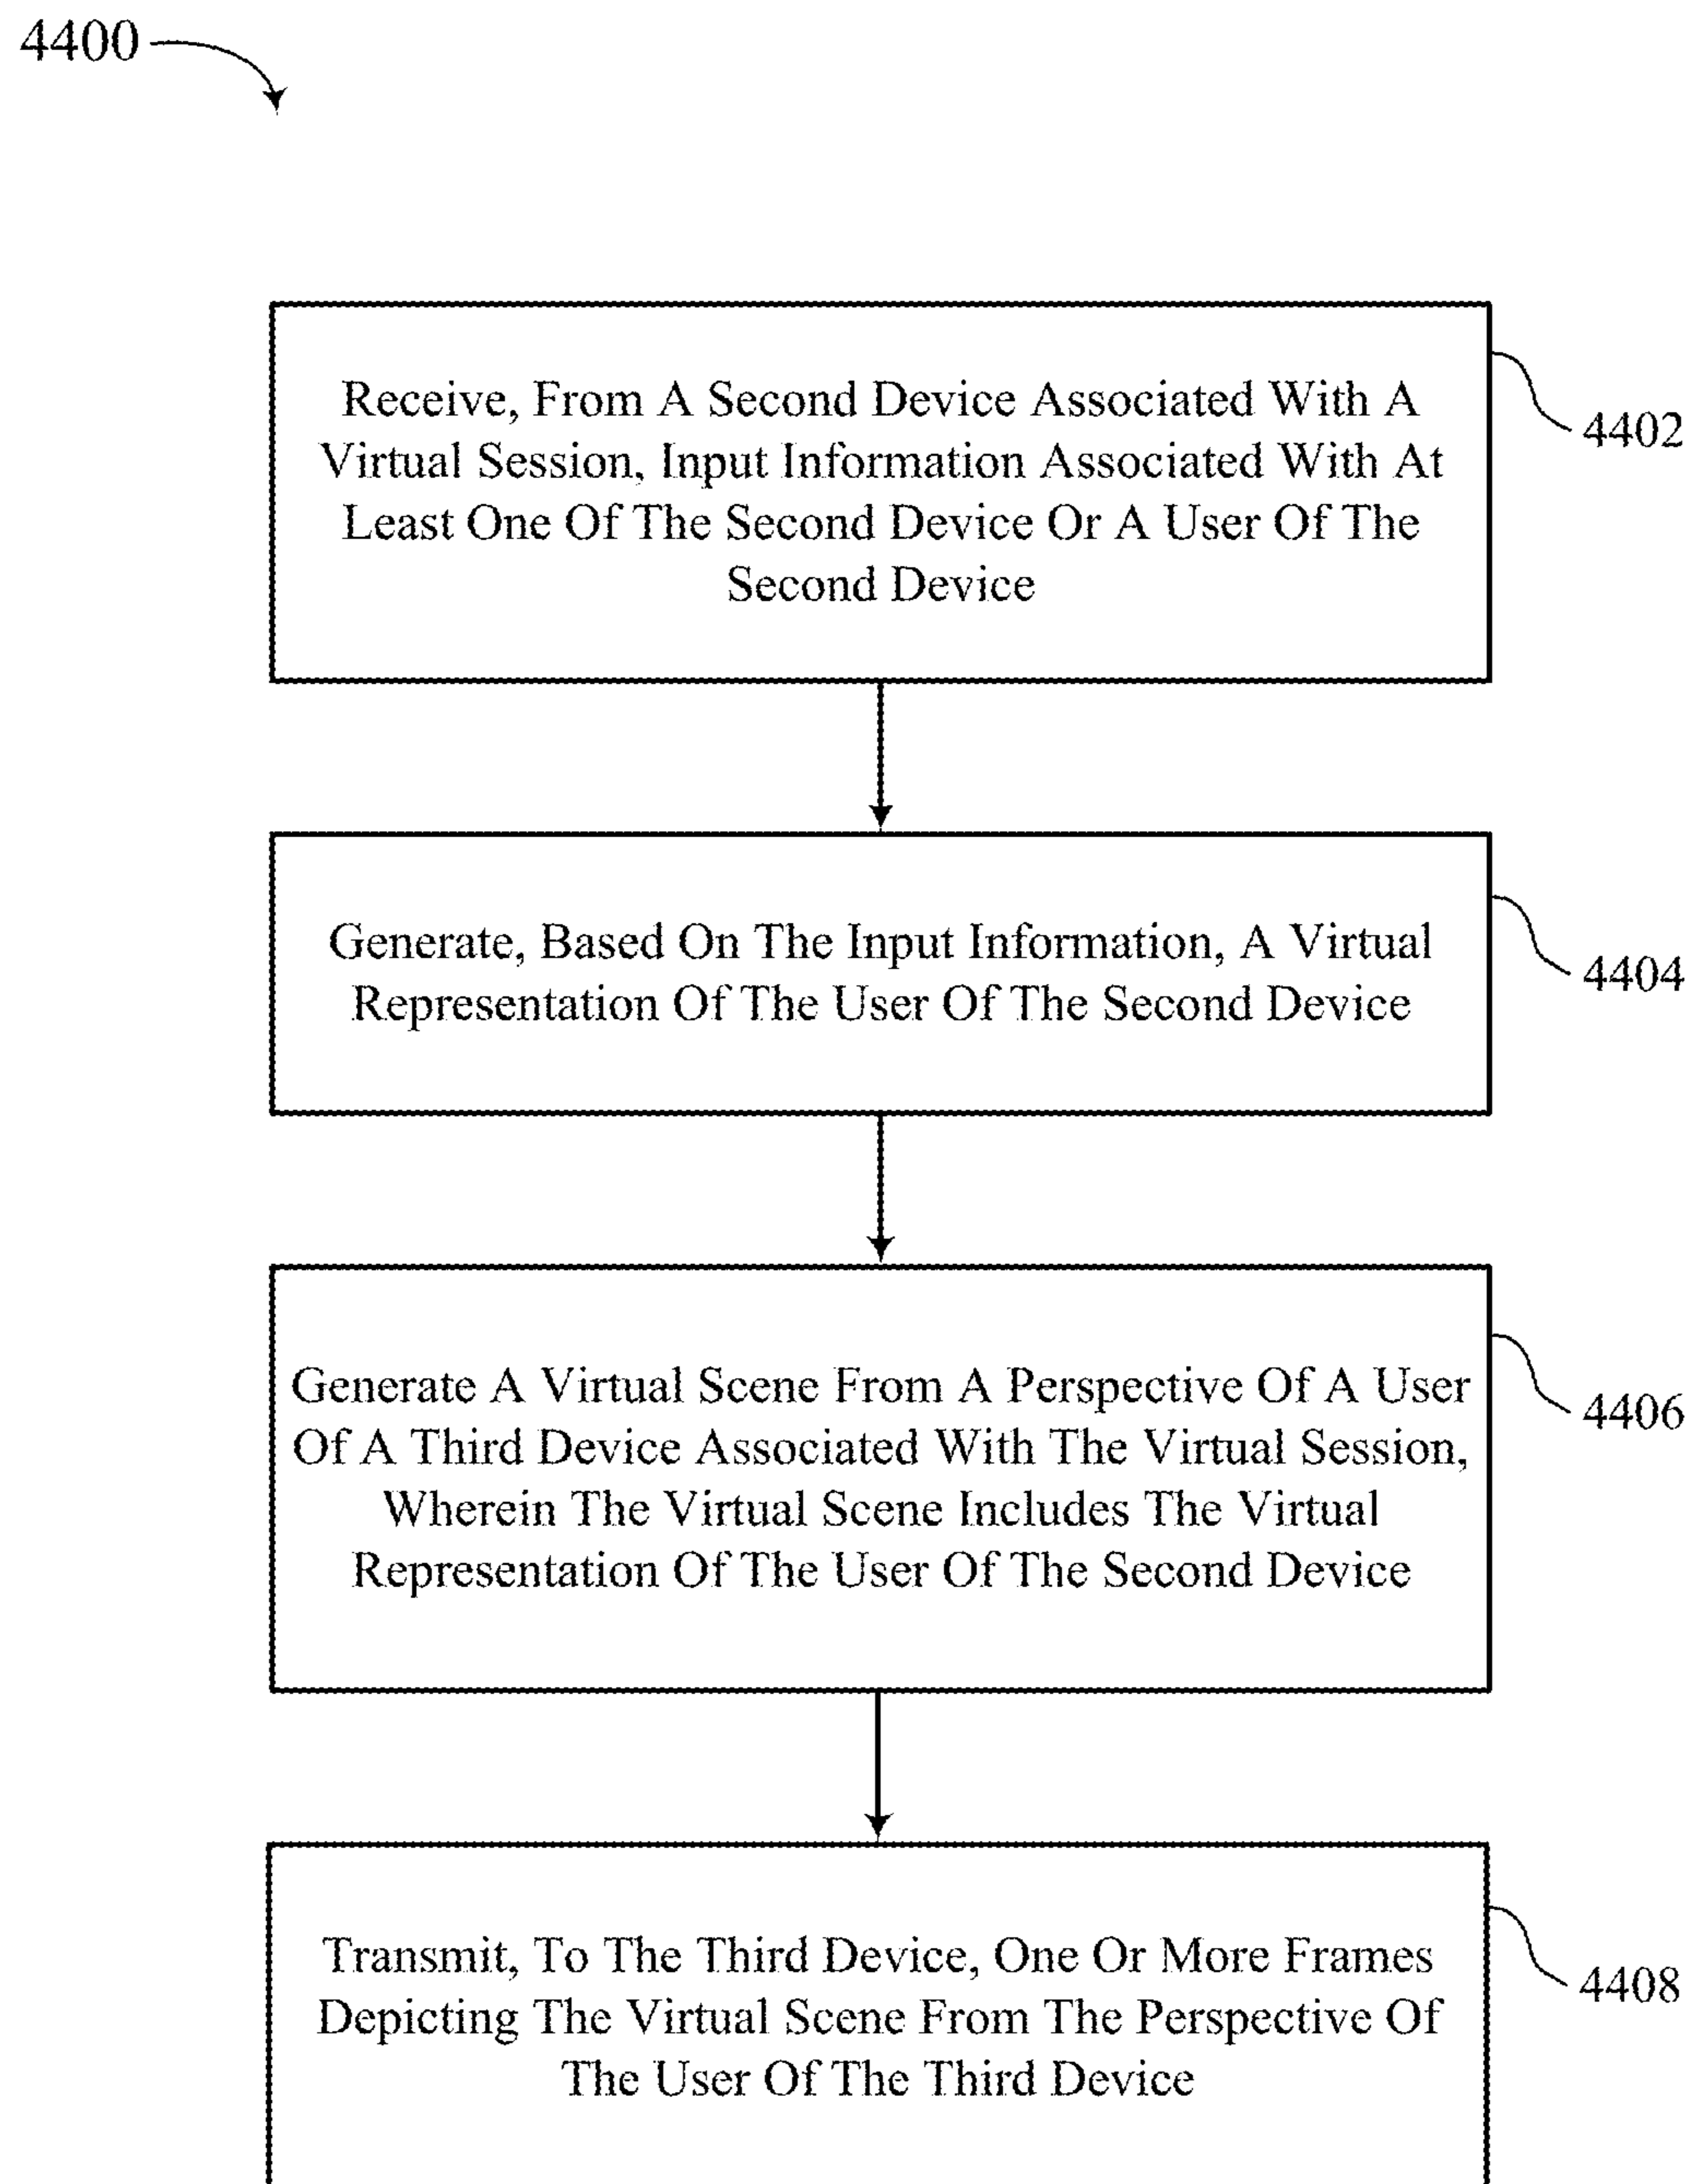 4400
Receive, From A Second Device Associated With A
Virtual Session, Input Information Associated With At
Least One Of The Second Device Or A User Of The
Second Device
4402
Generate, Based On The Input Information, A Virtual
Representation Of The User Of The Second Device
4404
Generate A Virtual Scene From A Perspective Of A User
Of A Third Device Associated With The Virtual Session,
Wherein The Virtual Scene Includes The Virtual
Representation Of The User Of The Second Device
4406
Transmit, To The Third Device, One Or More Frames
Depicting The Virtual Scene From The Perspective Of
The User Of The Third Device
4408